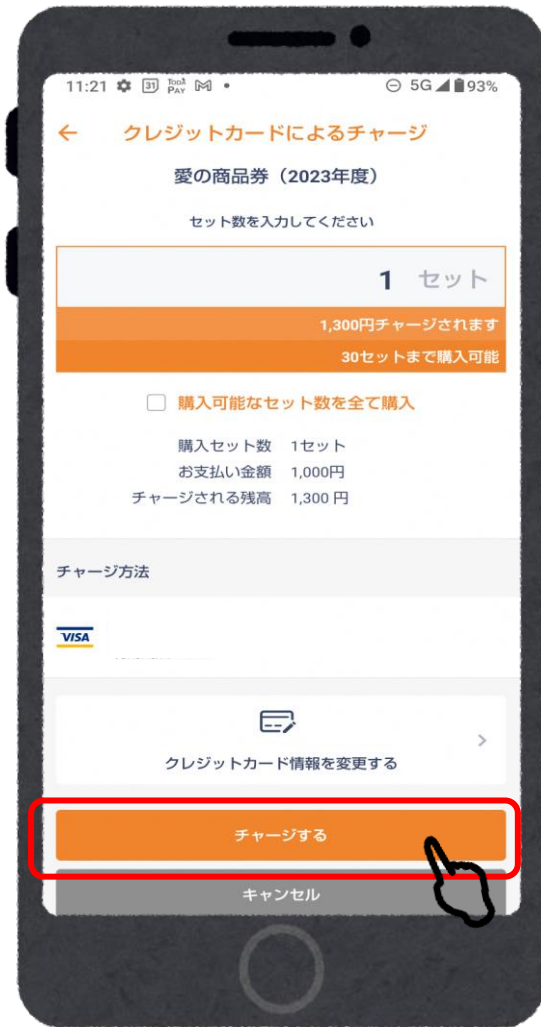 11:21 31 TooΔ PAY 5G 93%
クレジットカードによるチャージ
愛の商品券（2023年度）
セット数を入力してください
1 セット
1,300円チャージされます
30セットまで購入可能
購入可能なセット数を全て購入
購入セット数 1セット
お支払い金額 1,000円
チャージされる残高 1,300 円
チャージ方法
VISA
クレジットカード情報を変更する
チャージする
キャンセル